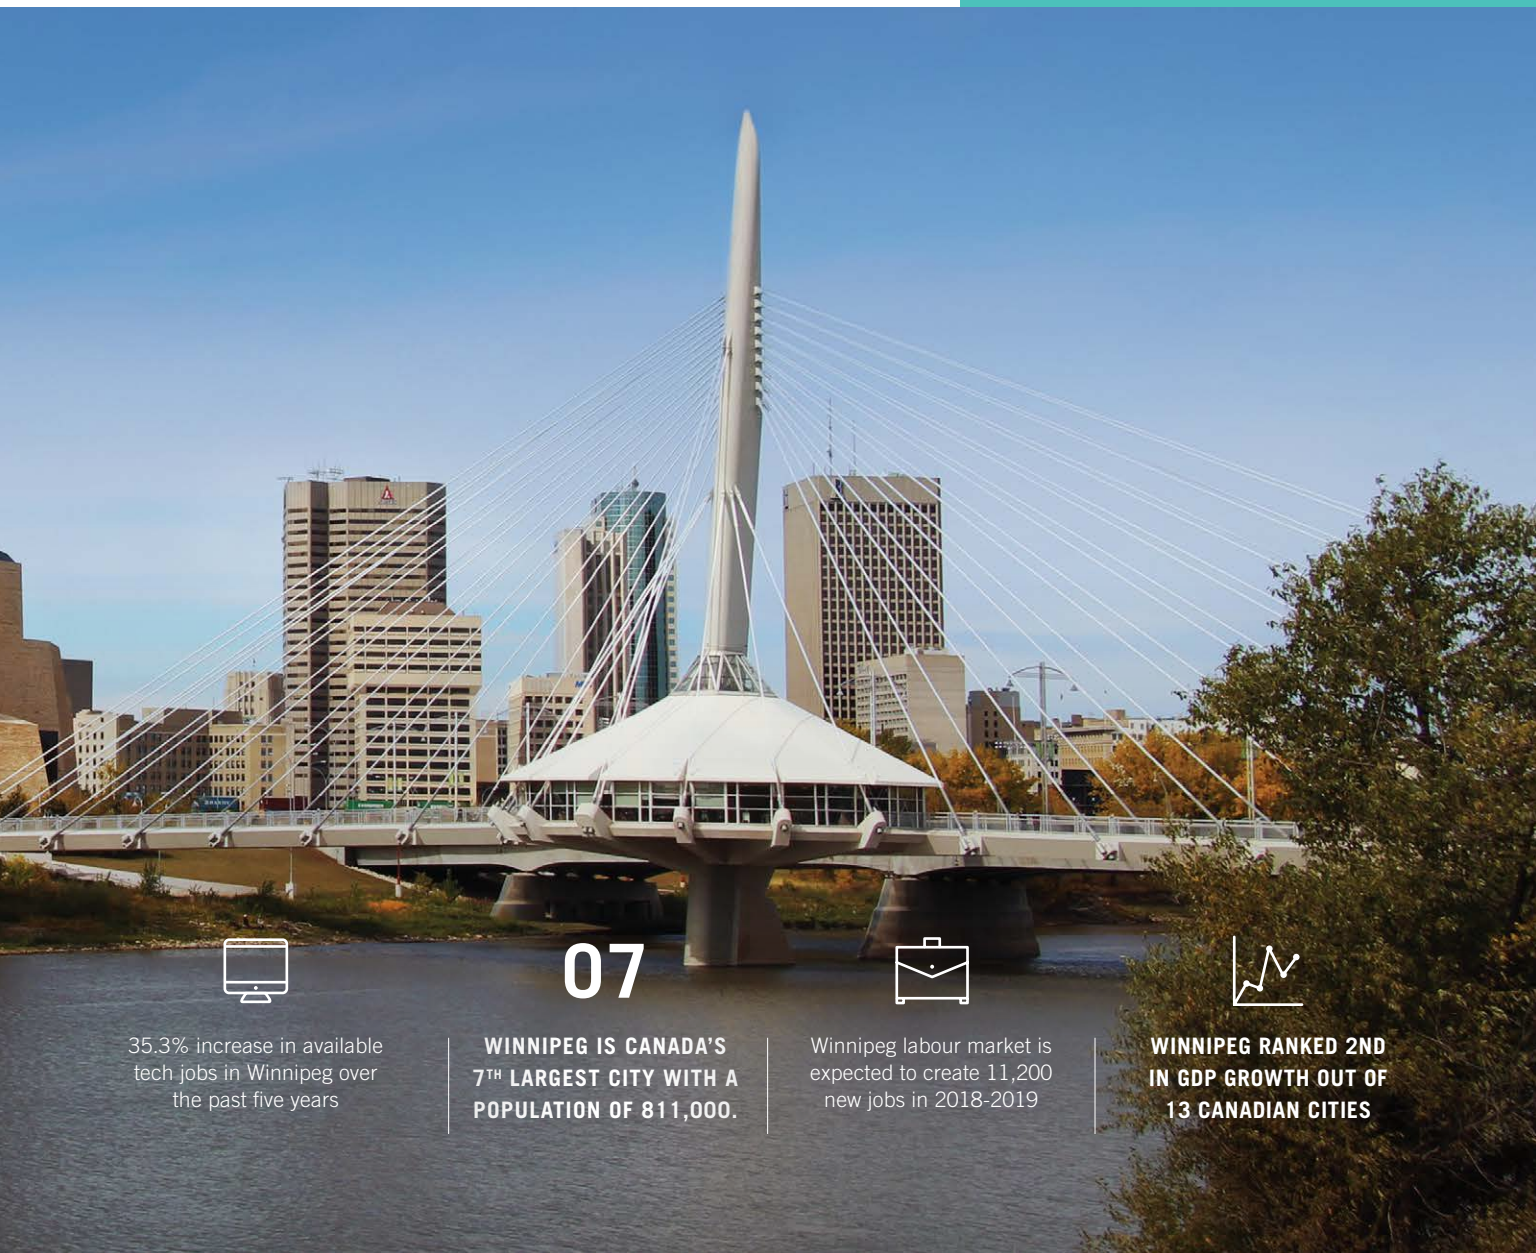 07
35.3% increase in available
tech jobs in Winnipeg over
the past five years
WINNIPEG IS CANADA'S
7TH LARGEST CITY WITH A
POPULATION OF 811,000.
Winnipeg labour market is
expected to create 11,200
new jobs in 2018-2019
WINNIPEG RANKED 2ND
IN GDP GROWTH OUT OF
13 CANADIAN CITIES